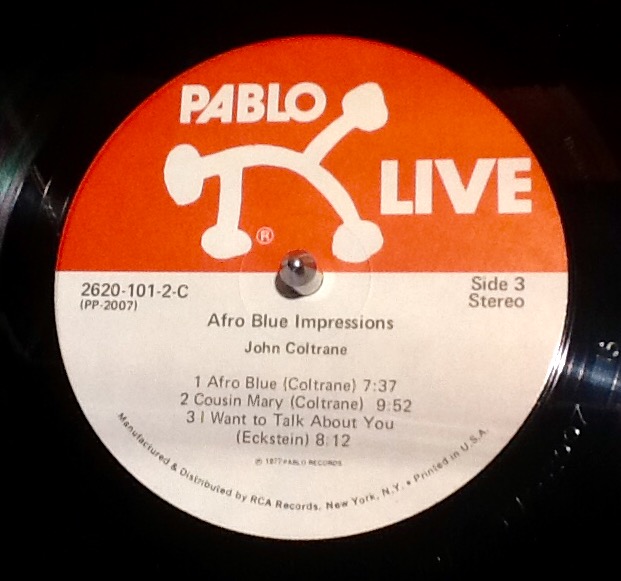 PABLO
LIVE
®
2620-101-2-C
(PP-2007)
Side 3
Stereo
Afro Blue Impressions
John Coltrane
1 Afro Blue (Coltrane) 7:37
2 Cousin Mary (Coltrane) 9:52
3 I Want to Talk About You
(Eckstein) 8:12
℗ 1977 PABLO RECORDS
Manufactured & Distributed by RCA Records, New York, N.Y. • Printed in U.S.A.